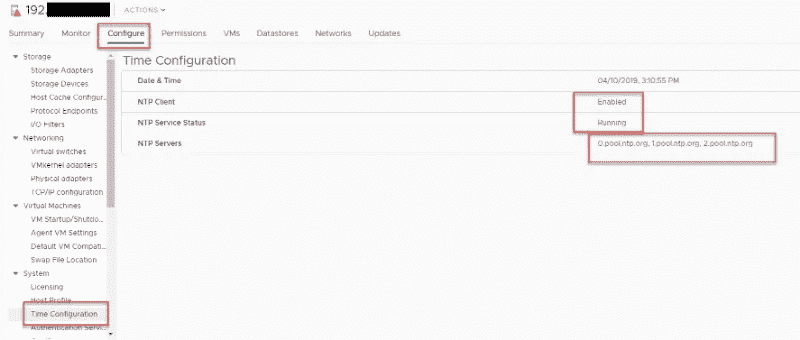 192.
ACTIONS
Summary Monitor Configure Permissions VMs Datastores Networks Updates
Storage
Storage Adapters
Storage Devices
Host Cache Configur...
Protocol Endpoints
I/O Filters
Networking
Virtual switches
VMkernel adapters
Physical adapters
TCP/IP configuration
Virtual Machines
VM Startup/Shutdo...
Agent VM Settings
Default VM Compati...
Swap File Location
System
Licensing
Host Profile
Time Configuration
Authentication Servi...
Time Configuration
Date & Time 04/10/2019, 3:10:55 PM
NTP Client Enabled
NTP Service Status Running
NTP Servers 0.pool.ntp.org, 1.pool.ntp.org, 2.pool.ntp.org